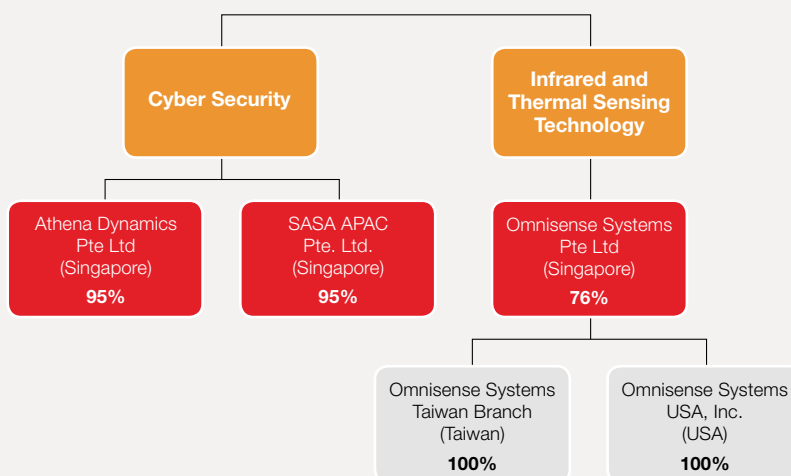 Cyber Security
Infrared and
Thermal Sensing
Technology
Athena Dynamics
Pte Ltd
(Singapore)
95%
SASA APAC
Pte. Ltd.
(Singapore)
95%
Omnisense Systems
Pte Ltd
(Singapore)
76%
Omnisense Systems
Taiwan Branch
(Taiwan)
100%
Omnisense Systems
USA, Inc.
(USA)
100%